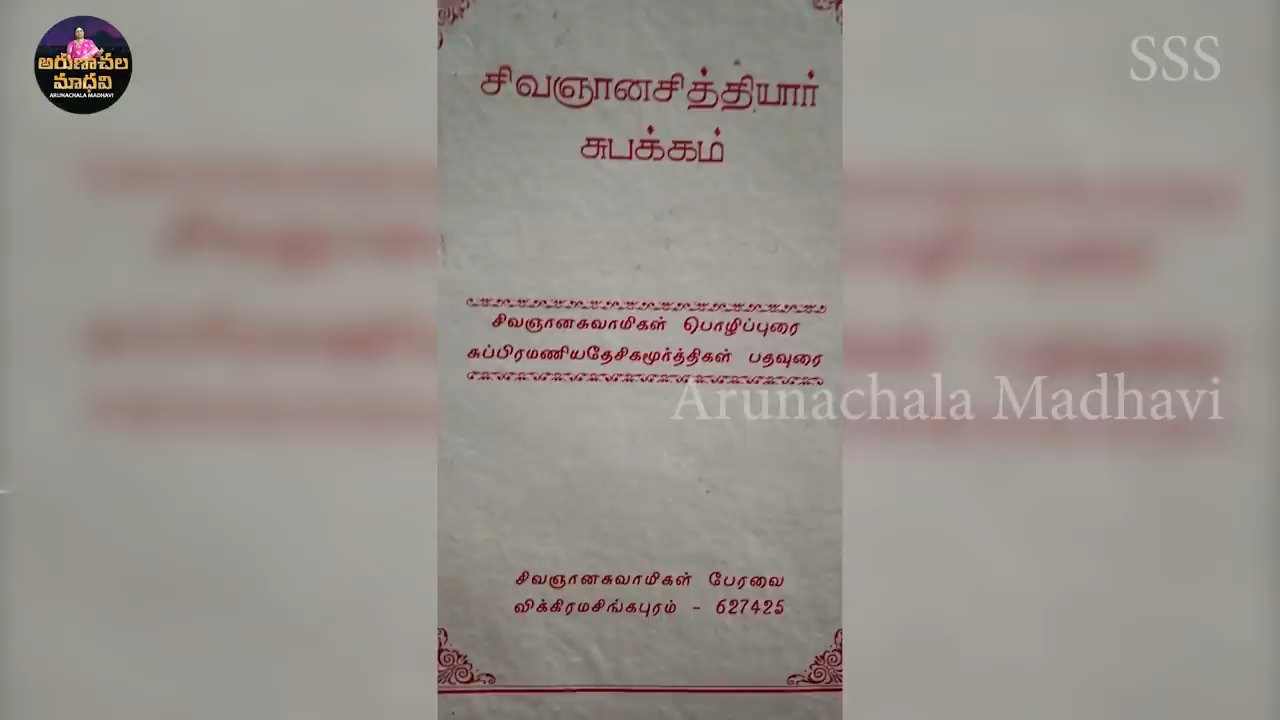 அருணாசல
மாதவி
ARUNACHALA MADHAVI
SSS
சிவஞானசித்தியார்
சுபக்கம்
சிவஞானசுவாமிகள் பொழிப்புரை
சுப்பிரமணியதேசிகமூர்த்திகள் பதவுரை
Arunachala Madhavi
சிவஞானசுவாமிகள் பேரவை
விக்கிரமசிங்கபுரம் - 627425